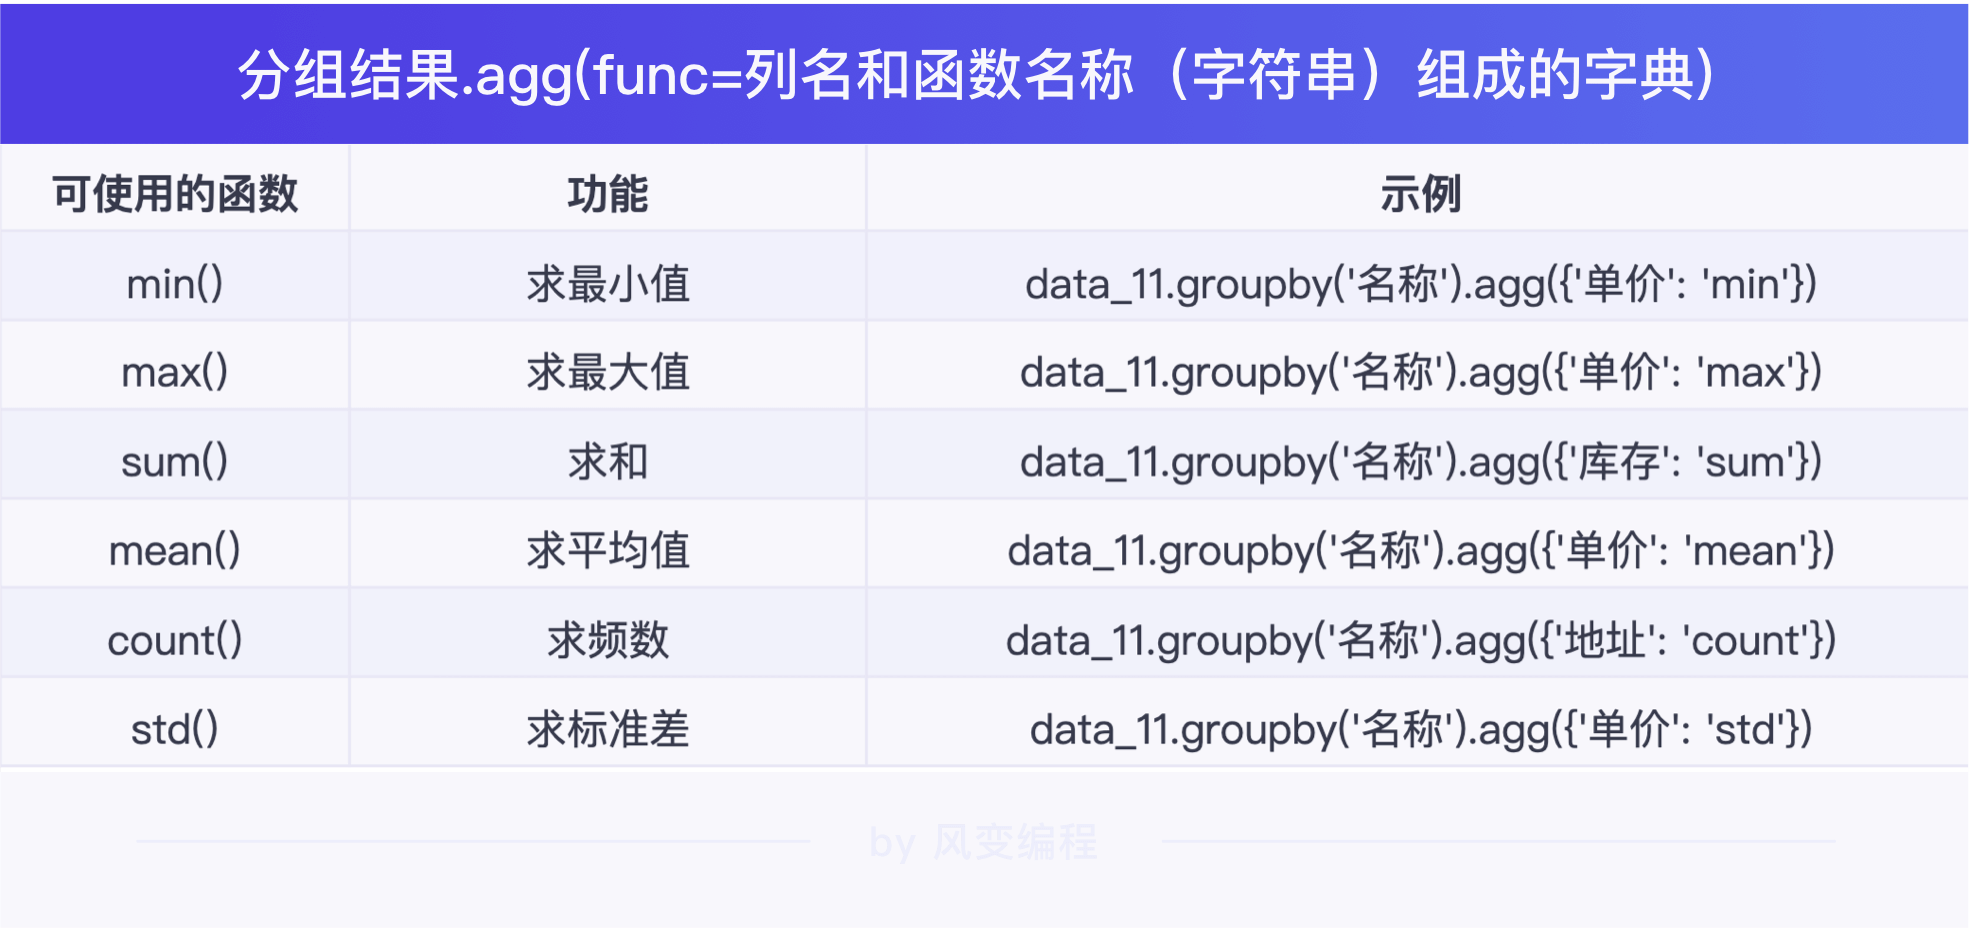 分组结果.agg(func=列名和函数名称（字符串）组成的字典)
可使用的函数 功能 示例
min() 求最小值 data_11.groupby('名称').agg({'单价': 'min'})
max() 求最大值 data_11.groupby('名称').agg({'单价': 'max'})
sum() 求和 data_11.groupby('名称').agg({'库存': 'sum'})
mean() 求平均值 data_11.groupby('名称').agg({'单价': 'mean'})
count() 求频数 data_11.groupby('名称').agg({'地址': 'count'})
std() 求标准差 data_11.groupby('名称').agg({'单价': 'std'})
by 风变编程